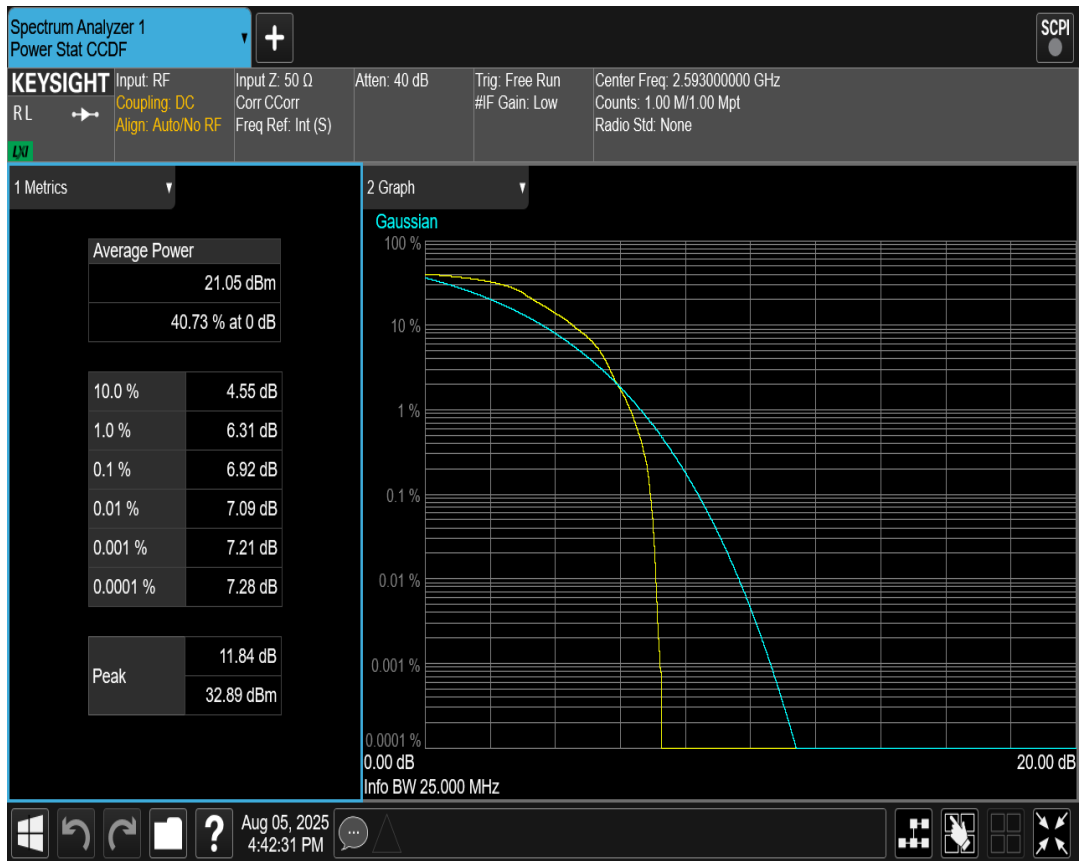 Spectrum Analyzer 1
Power Stat CCDF
+
SCPI
KEYSIGHT
RL
LXI
Input: RF
Coupling: DC
Align: Auto/No RF
Input Z: 50 Ω
Corr CCorr
Freq Ref: Int (S)
Atten: 40 dB
Trig: Free Run
#IF Gain: Low
Center Freq: 2.593000000 GHz
Counts: 1.00 M/1.00 Mpt
Radio Std: None
1 Metrics
Average Power
21.05 dBm
40.73 % at 0 dB
10.0 % 4.55 dB
1.0 % 6.31 dB
0.1 % 6.92 dB
0.01 % 7.09 dB
0.001 % 7.21 dB
0.0001 % 7.28 dB
Peak
11.84 dB
32.89 dBm
2 Graph
Gaussian
100 %
10 %
1 %
0.1 %
0.01 %
0.001 %
0.0001 %
0.00 dB 20.00 dB
Info BW 25.000 MHz
?
Aug 05, 2025
4:42:31 PM